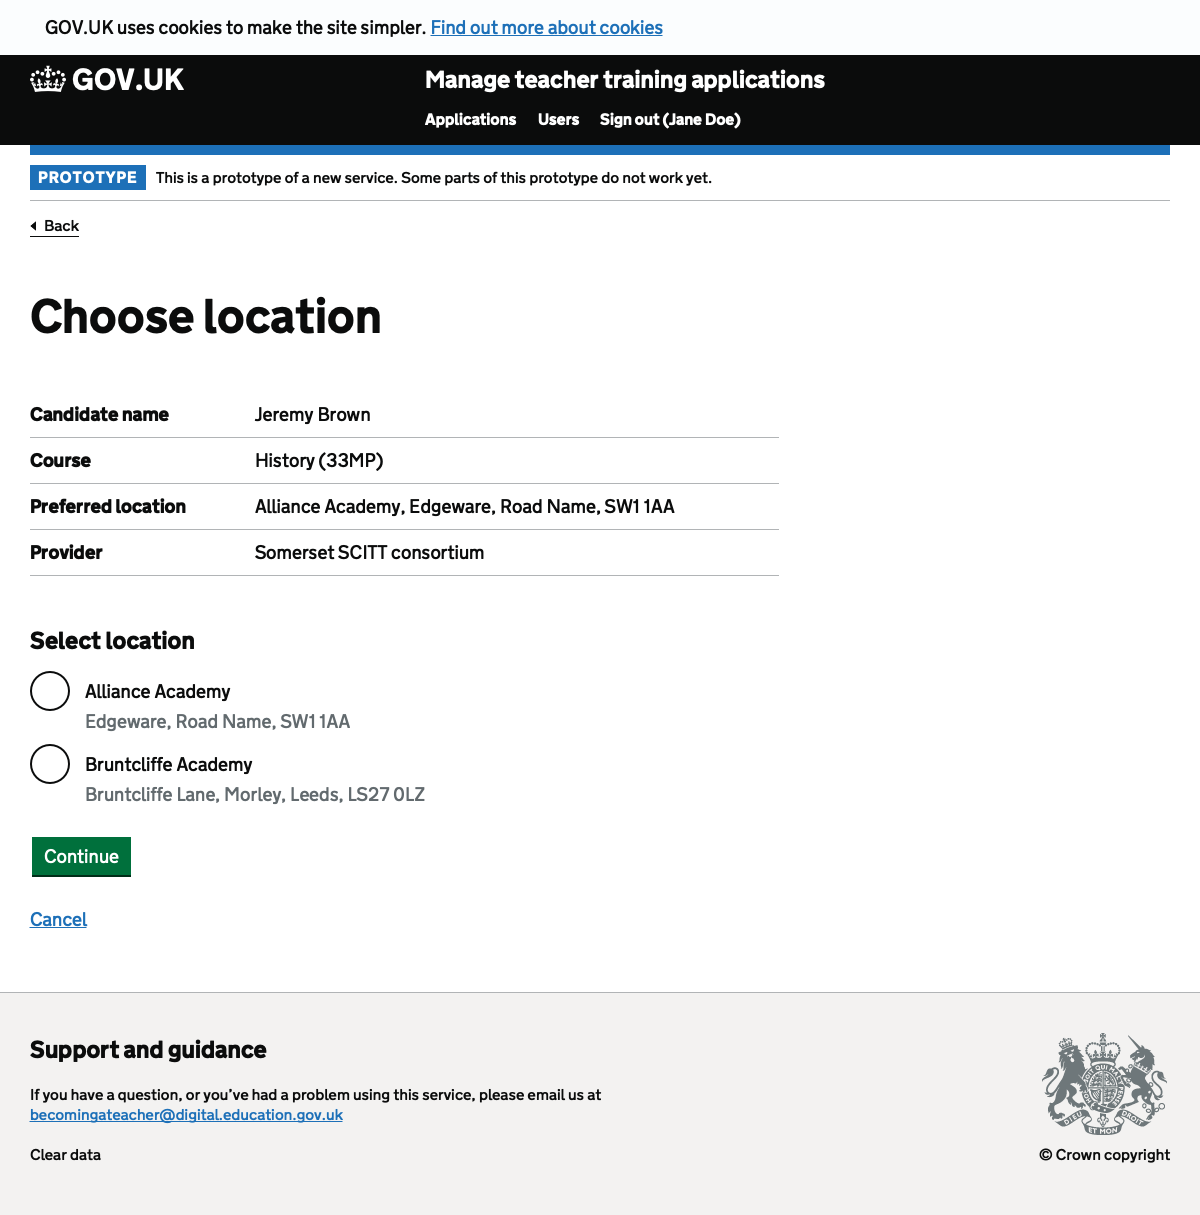 GOV.UK uses cookies to make the site simpler. Find out more about cookies
GOV.UK
Manage teacher training applications
Applications Users Sign out (Jane Doe)
PROTOTYPE This is a prototype of a new service. Some parts of this prototype do not work yet.
Back
Choose location
Candidate name Jeremy Brown
Course History (33MP)
Preferred location Alliance Academy, Edgeware, Road Name, SW1 1AA
Provider Somerset SCITT consortium
Select location
Alliance Academy
Edgeware, Road Name, SW1 1AA
Bruntcliffe Academy
Bruntcliffe Lane, Morley, Leeds, LS27 0LZ
Continue
Cancel
Support and guidance
If you have a question, or you’ve had a problem using this service, please email us at
becomingateacher@digital.education.gov.uk
Clear data
DIEU ET MON DROIT
© Crown copyright